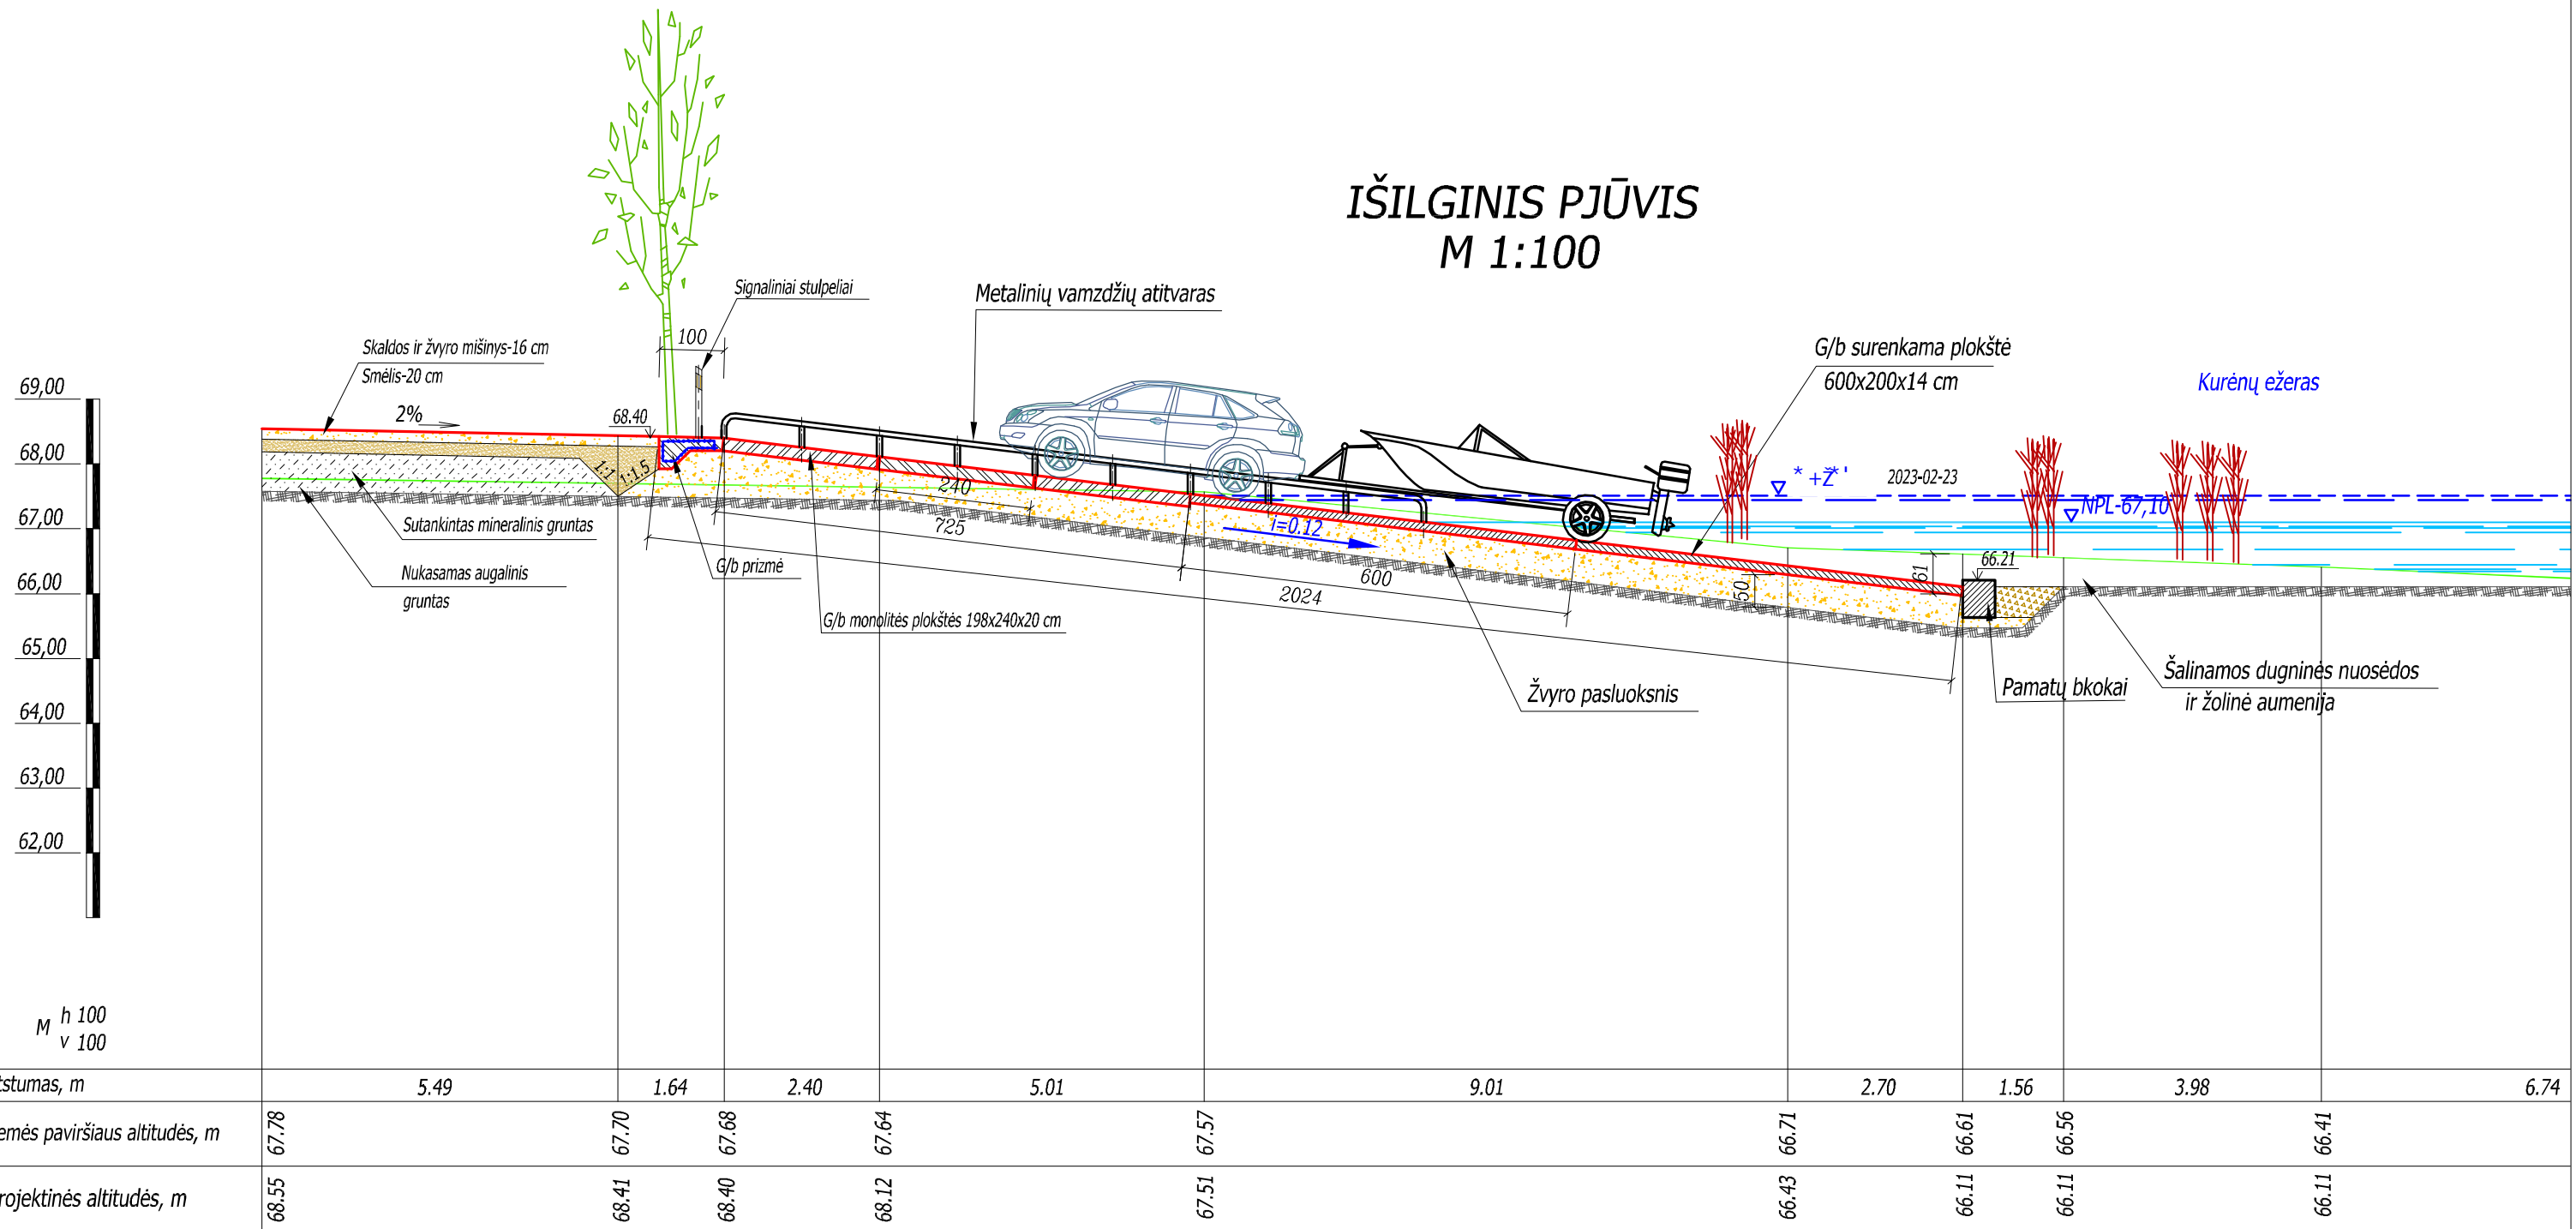 IŠILGINIS PJŪVIS
M 1:100
Signaliniai stulpeliai
Metalinių vamzdžių atitvaras
100
Skaldos ir žvyro mišinys-16 cm
Smėlis-20 cm
G/b surenkama plokštė
600x200x14 cm
Kurėnų ežeras
69,00
68,00
67,00
66,00
65,00
64,00
63,00
62,00
2%
68.40
1:1
1:1.5
2023-02-23
NPL-67,10
240
725
i=0.12
600
2024
50
61
66.21
Sutankintas mineralinis gruntas
Nukasamas augalinis
gruntas
G/b prizmė
G/b monolitės plokštės 198x240x20 cm
Žvyro pasluoksnis
Pamatų bkokai
Šalinamos dugninės nuosėdos
ir žolinė aumenija
M h 100
v 100
tstumas, m 5.49 1.64 2.40 5.01 9.01 2.70 1.56 3.98 6.74
emės paviršiaus altitudės, m 67.78 67.70 67.68 67.64 67.57 66.71 66.61 66.56 66.41
rojektinės altitudės, m 68.55 68.41 68.40 68.12 67.51 66.43 66.11 66.11 66.11